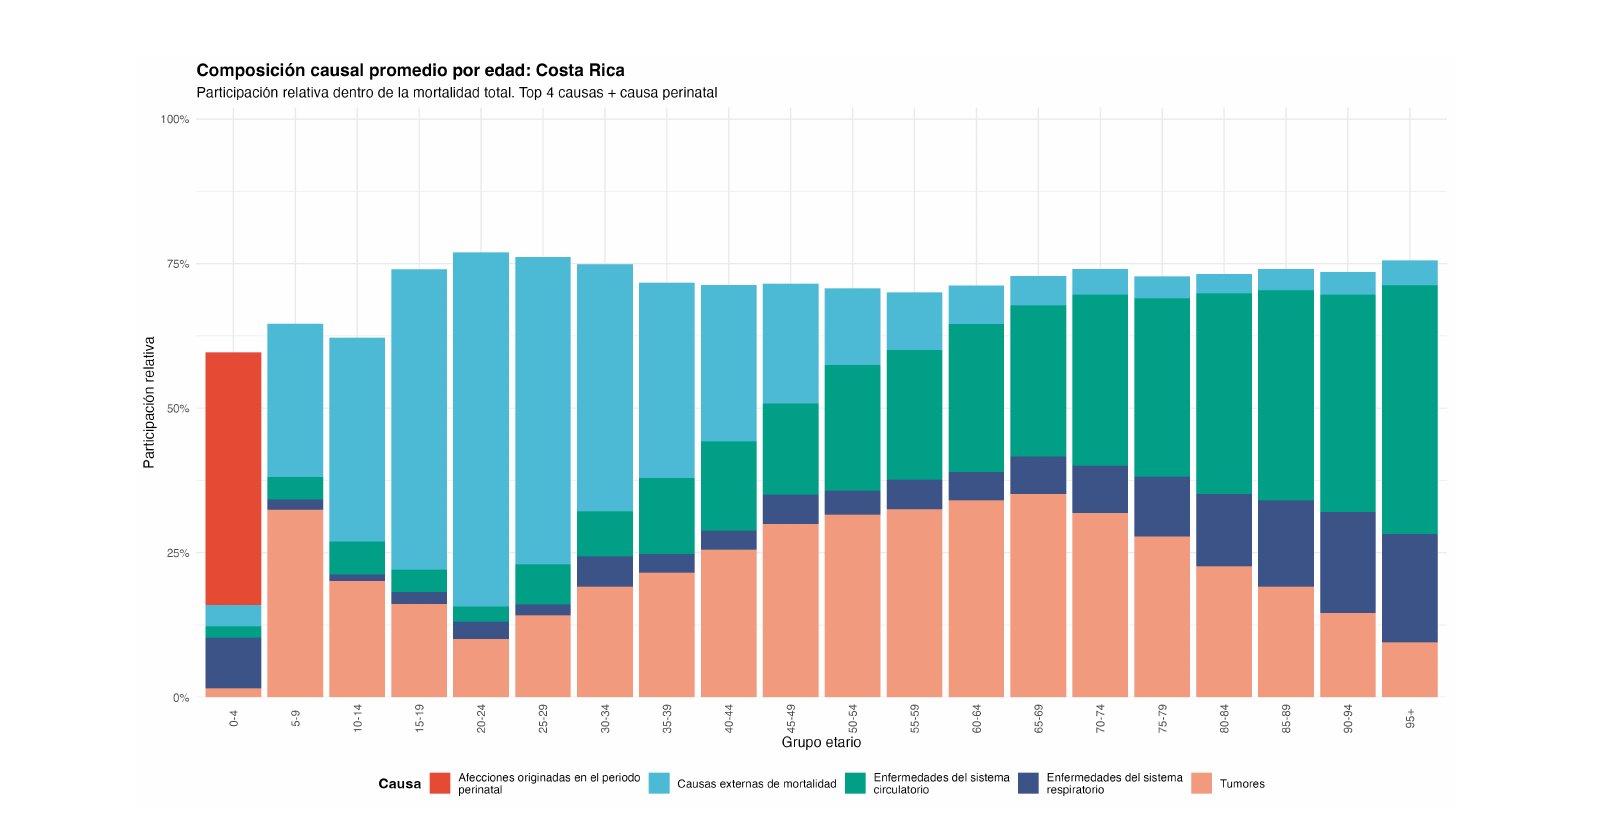 Composición causal promedio por edad: Costa Rica
Participación relativa dentro de la mortalidad total. Top 4 causas + causa perinatal
100%
75%
50%
25%
0%
Participación relativa
0-4
5-9
10-14
15-19
20-24
25-29
30-34
35-39
40-44
45-49
50-54
55-59
60-64
65-69
70-74
75-79
80-84
85-89
90-94
95+
Grupo etario
Causa
Afecciones originadas en el periodo
perinatal
Causas externas de mortalidad
Enfermedades del sistema
circulatorio
Enfermedades del sistema
respiratorio
Tumores